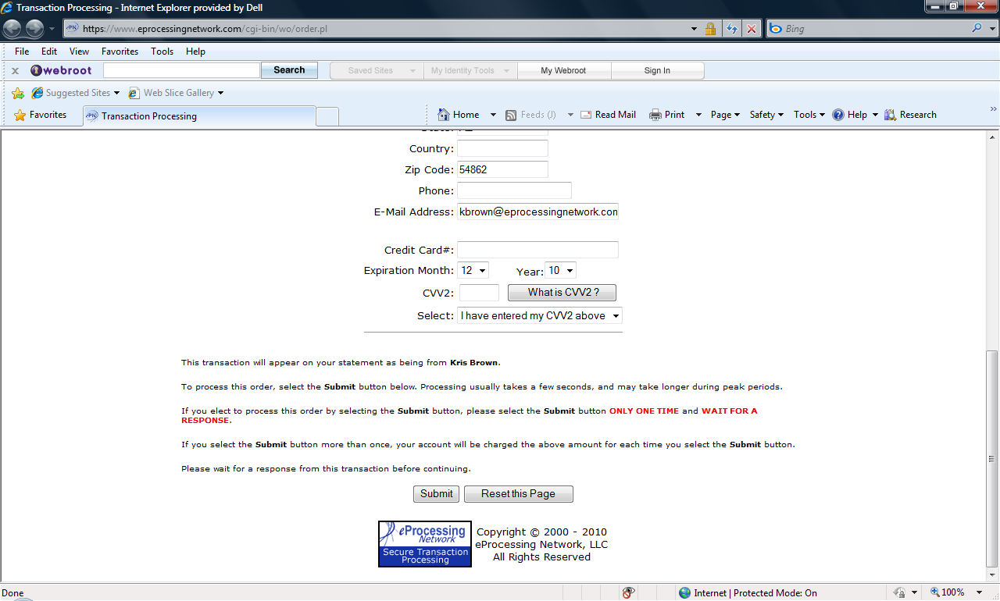 Transaction Processing - Internet Explorer provided by Dell
https://www.eprocessingnetwork.com/cgi-bin/wo/order.pl
Bing
File Edit View Favorites Tools Help
x webroot Search Saved Sites My Identity Tools My Webroot Sign In
Suggested Sites Web Slice Gallery
Favorites Transaction Processing Home Feeds (J) Read Mail Print Page Safety Tools Help Research »
Country:
Zip Code: 54862
Phone:
E-Mail Address: kbrown@eprocessingnetwork.com
Credit Card#:
Expiration Month: 12 Year: 10
CVV2: What is CVV2 ?
Select: I have entered my CVV2 above
This transaction will appear on your statement as being from Kris Brown.
To process this order, select the Submit button below. Processing usually takes a few seconds, and may take longer during peak periods.
If you elect to process this order by selecting the Submit button, please select the Submit button ONLY ONE TIME and WAIT FOR A
RESPONSE.
If you select the Submit button more than once, your account will be charged the above amount for each time you select the Submit button.
Please wait for a response from this transaction before continuing.
Submit Reset this Page
eProcessing
Network
Secure Transaction
Processing
Copyright © 2000 - 2010
eProcessing Network, LLC
All Rights Reserved
Done Internet | Protected Mode: On 100%